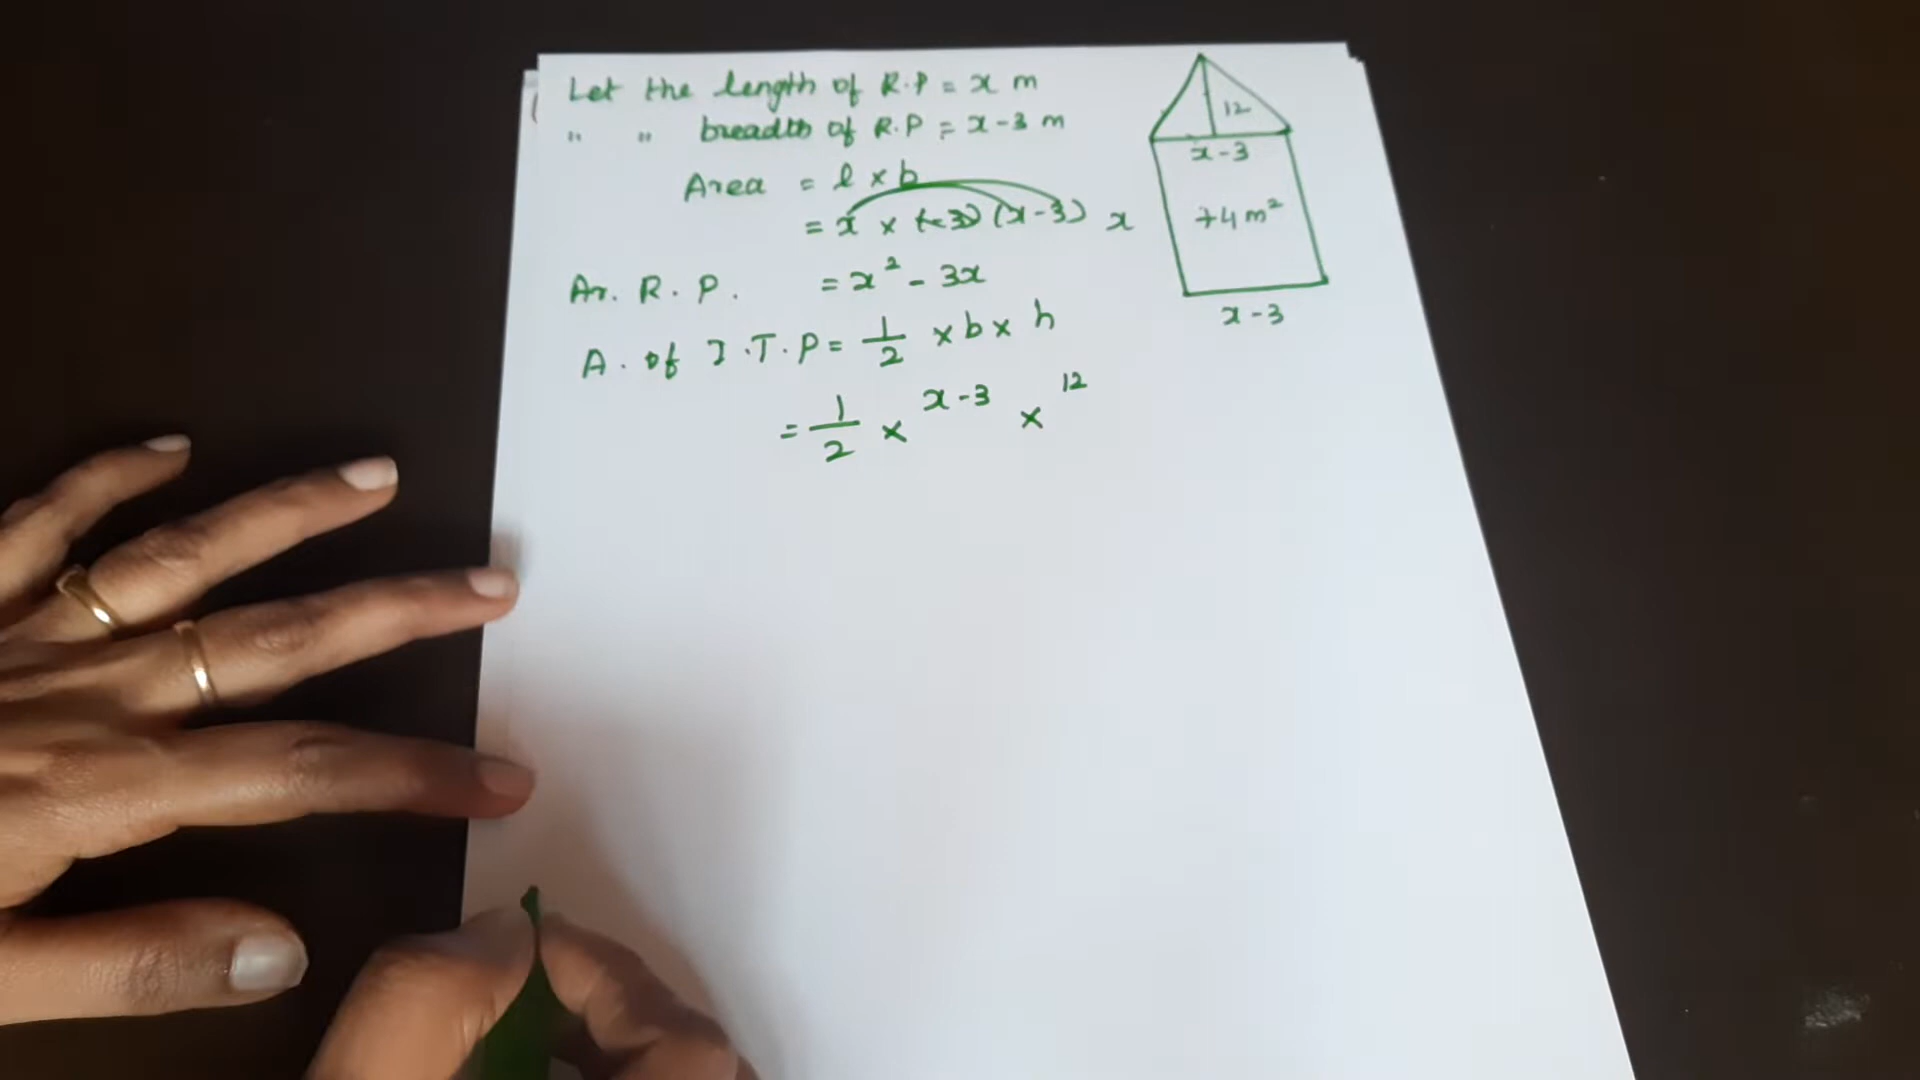 Let the length of R.P = x m
" " breadth of R.P = x-3 m
Area = l × b
= x × (x-3) (x-3)
Ar. R. P. = x² - 3x
A. of I.T.P = 1/2 × b × h
= 1/2 × x-3 × 12
12
x-3
x
74 m²
x-3